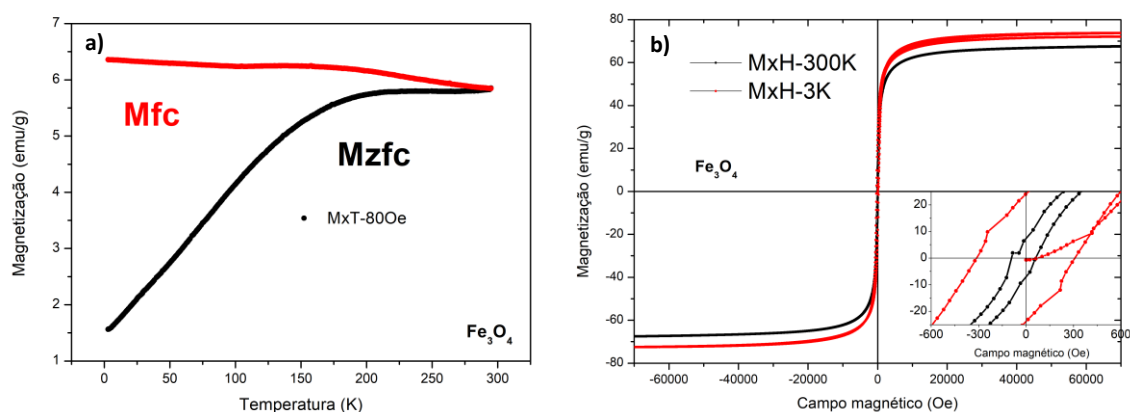 a)
Magnetização (emu/g)
7
6
5
4
3
2
1
Mfc
Mzfc
MxT-80Oe
Fe3O4
0 50 100 150 200 250 300
Temperatura (K)
b)
Magnetização (emu/g)
80
60
40
20
0
-20
-40
-60
-80
MxH-300K
MxH-3K
Fe3O4
20
10
0
-10
-20
-600 -300 0 300 600
Campo magnético (Oe)
-60000 -40000 -20000 0 20000 40000 60000
Campo magnético (Oe)